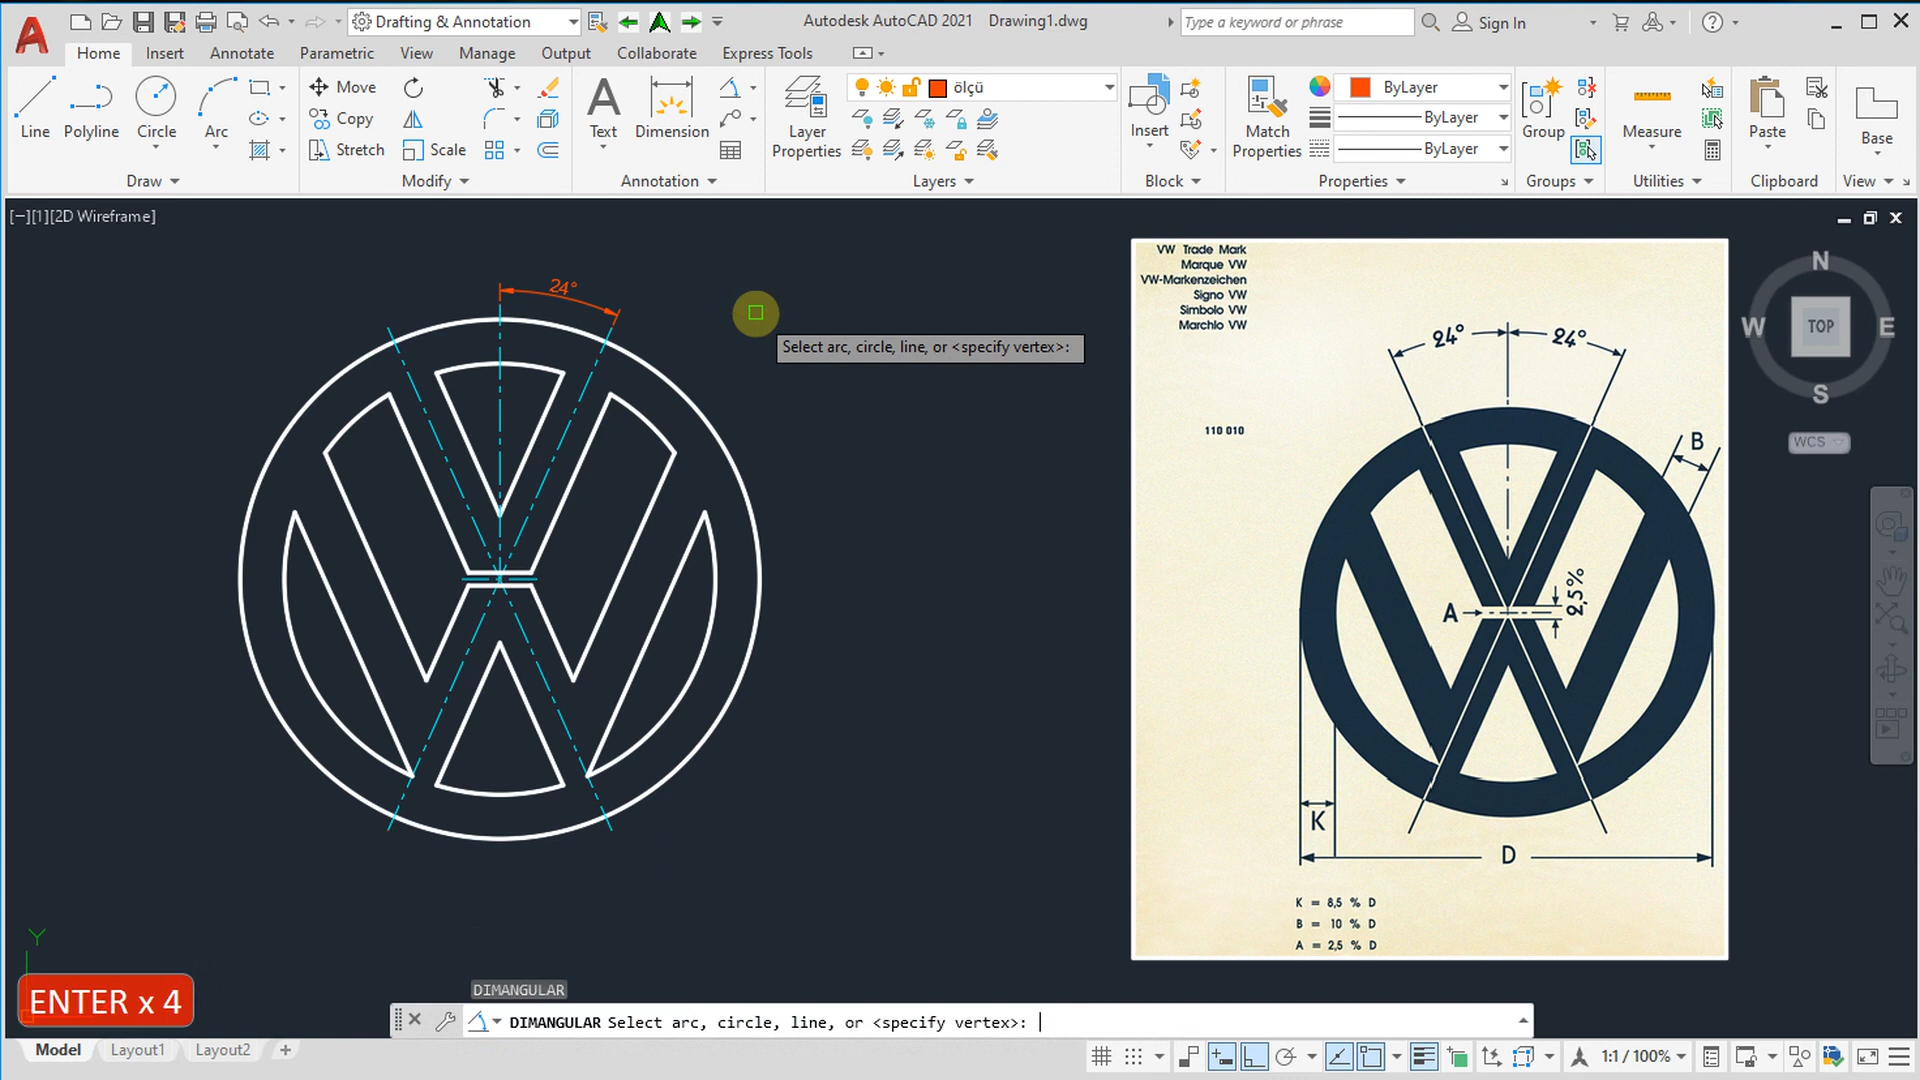 Drafting & Annotation
Autodesk AutoCAD 2021 Drawing1.dwg
Type a keyword or phrase
Sign In
Home Insert Annotate Parametric View Manage Output Collaborate Express Tools
Line Polyline Circle Arc
Move
Copy
Stretch Scale
Text Dimension
Layer Properties
ölçü
Insert
Match Properties
ByLayer
ByLayer
ByLayer
Group
Measure
Paste
Base
Draw Modify Annotation Layers Block Properties Groups Utilities Clipboard View
[−][1][2D Wireframe]
24°
Select arc, circle, line, or <specify vertex>:
VW Trade Mark
Marque VW
VW-Markenzeichen
Signo VW
Simbolo VW
Marchlo VW
110 010
24° 24°
B
A
2,5%
K
D
K = 8,5 % D
B = 10 % D
A = 2,5 % D
N
W TOP E
S
WCS
Y
ENTER x 4
DIMANGULAR
DIMANGULAR Select arc, circle, line, or <specify vertex>:
Model Layout1 Layout2 +
1:1 / 100%